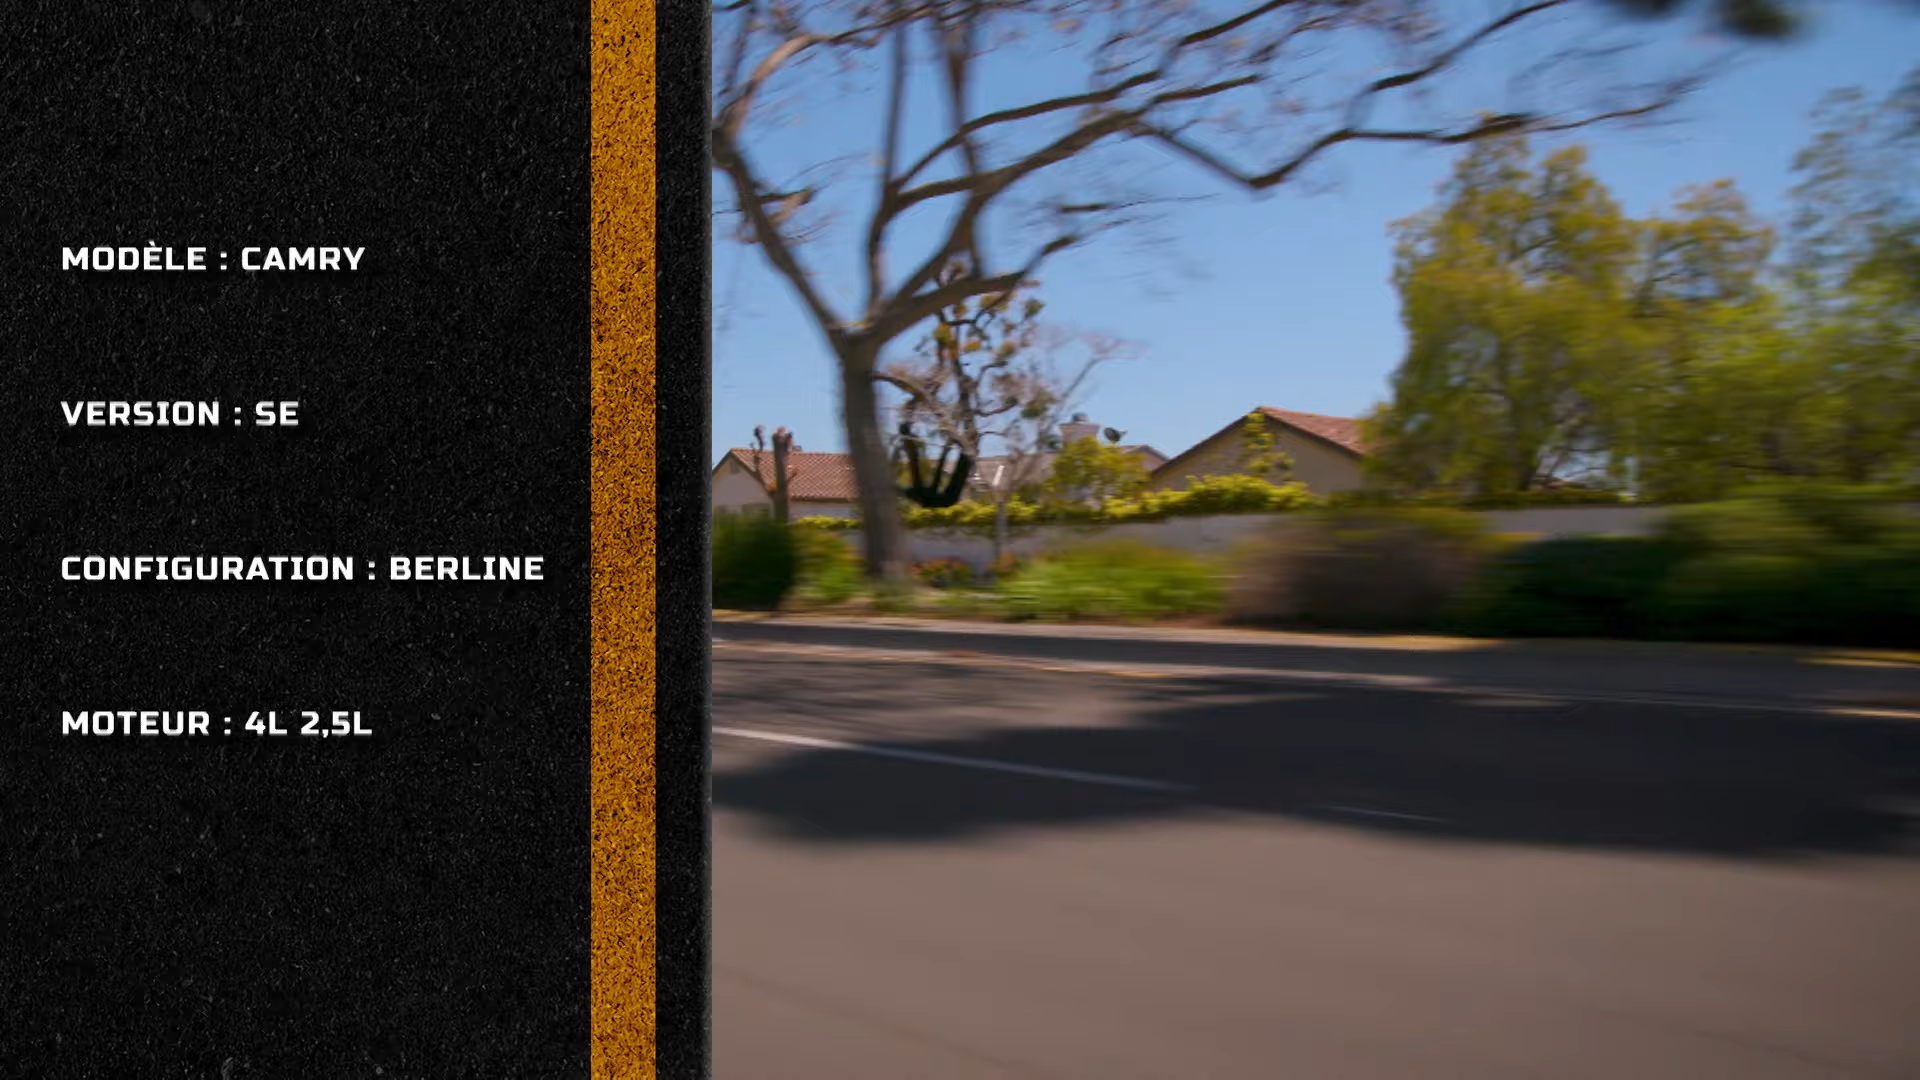 MODÈLE : CAMRY
VERSION : SE
CONFIGURATION : BERLINE
MOTEUR : 4L 2,5L